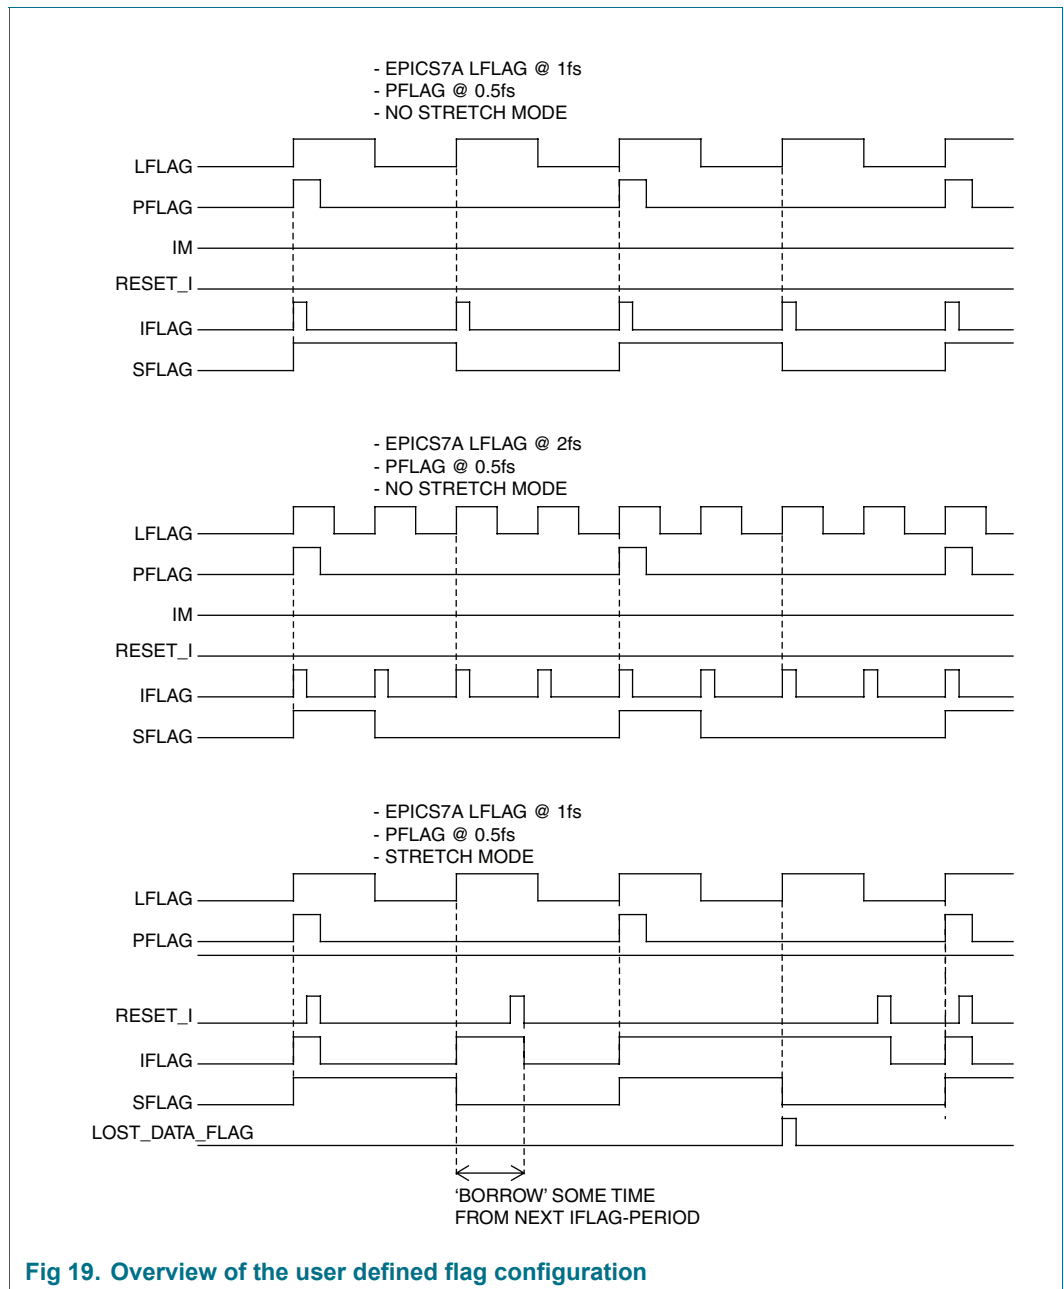 - EPICS7A LFLAG @ 1fs
- PFLAG @ 0.5fs
- NO STRETCH MODE
LFLAG
PFLAG
IM
RESET_I
IFLAG
SFLAG
- EPICS7A LFLAG @ 2fs
- PFLAG @ 0.5fs
- NO STRETCH MODE
LFLAG
PFLAG
IM
RESET_I
IFLAG
SFLAG
- EPICS7A LFLAG @ 1fs
- PFLAG @ 0.5fs
- STRETCH MODE
LFLAG
PFLAG
RESET_I
IFLAG
SFLAG
LOST_DATA_FLAG
‘BORROW’ SOME TIME
FROM NEXT IFLAG-PERIOD
Fig 19. Overview of the user defined flag configuration